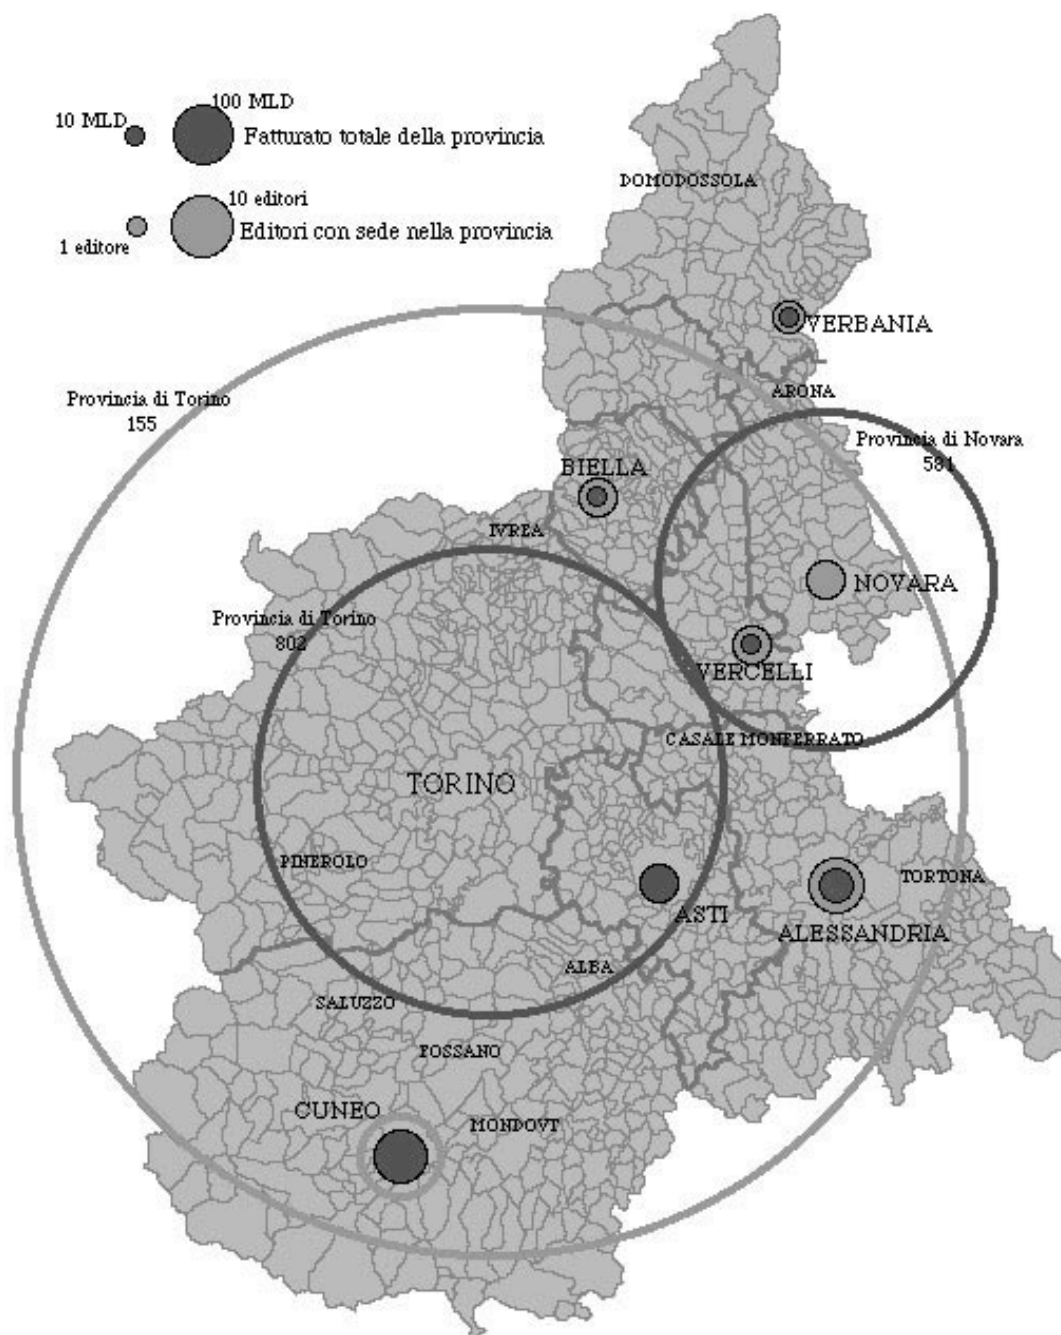 100 MLD
10 MLD
Fatturato totale della provincia
10 editori
1 editore
Editori con sede nella provincia
DOMODOSSOLA
VERBANIA
ARONA
Provincia di Torino
155
Provincia di Novara
581
BIELLA
IVREA
NOVARA
Provincia di Torino
802
VERCELLI
CASALE MONFERRATO
TORINO
PINEROLO
TORTONA
ASTI
ALESSANDRIA
ALBA
SALUZZO
FOSSANO
CUNEO
MONDOVI